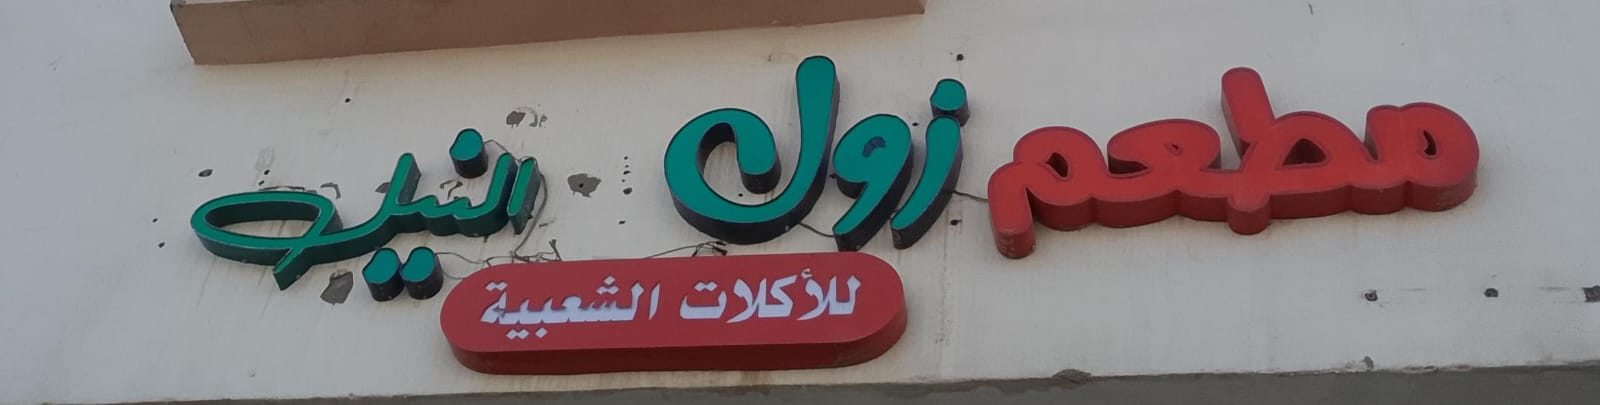 مطعم زول النيل
للأكلات الشعبية